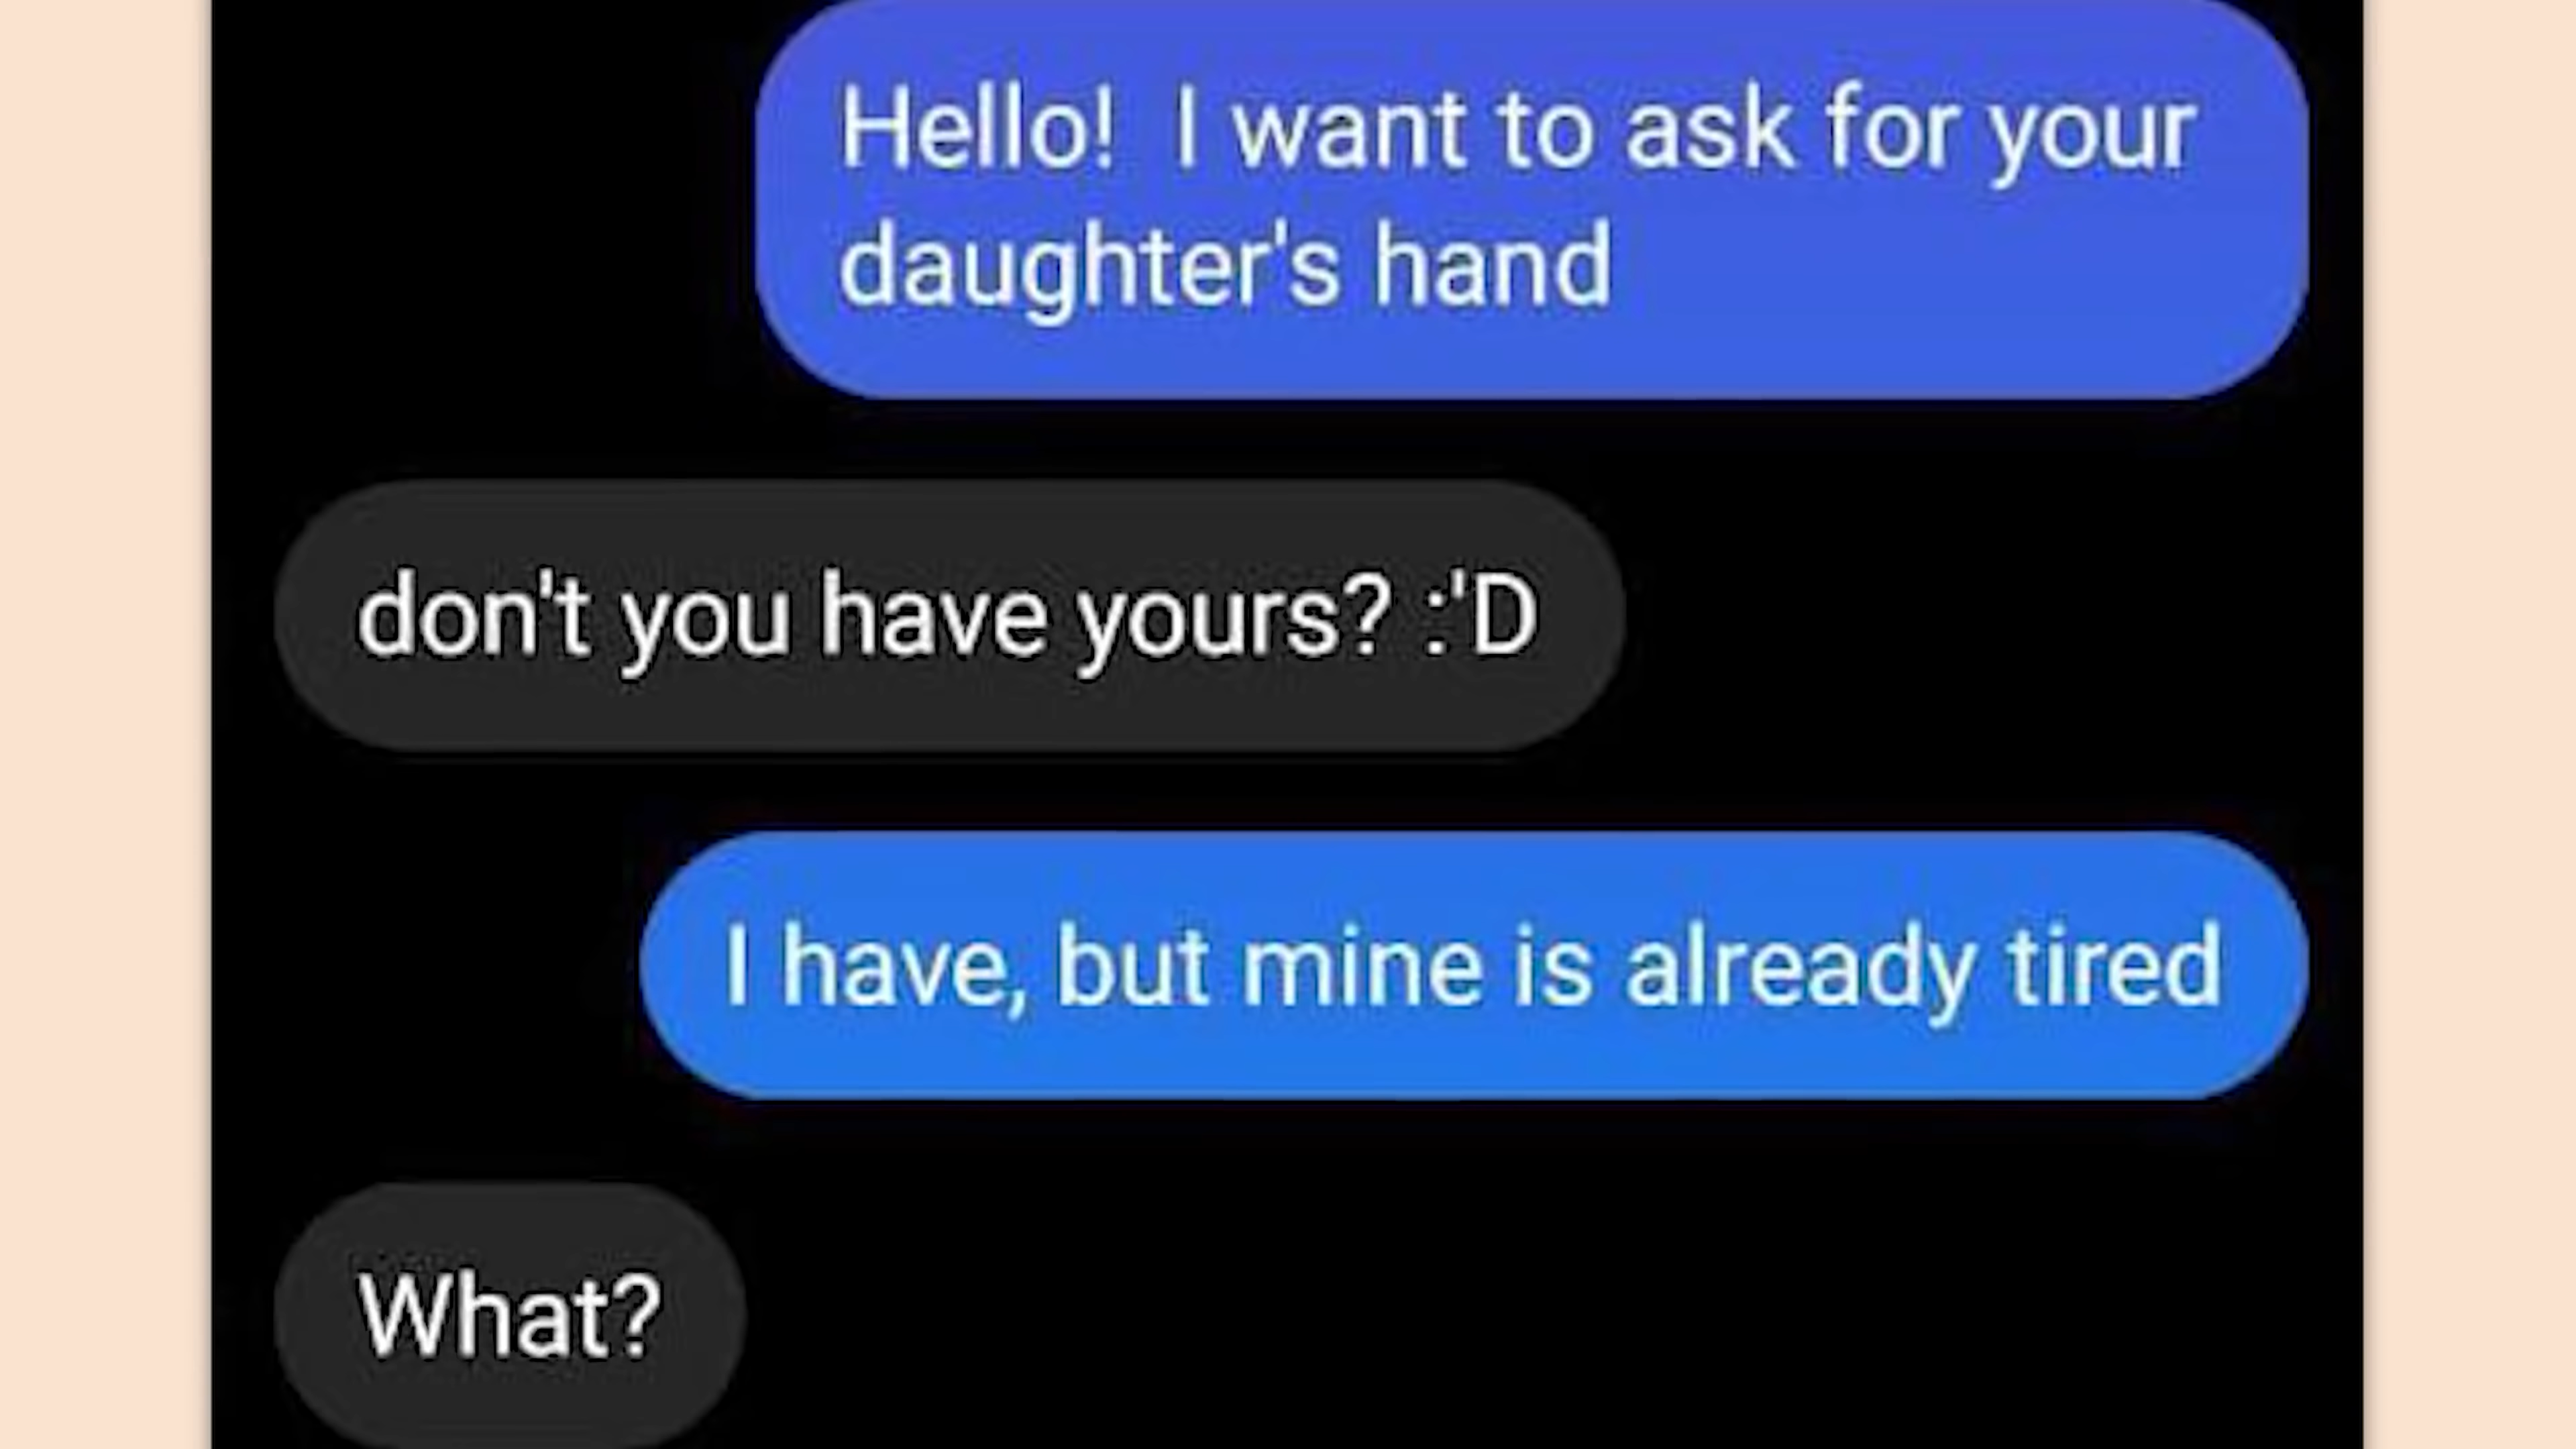 Hello!  I want to ask for your
daughter's hand
don't you have yours? :'D
I have, but mine is already tired
What?